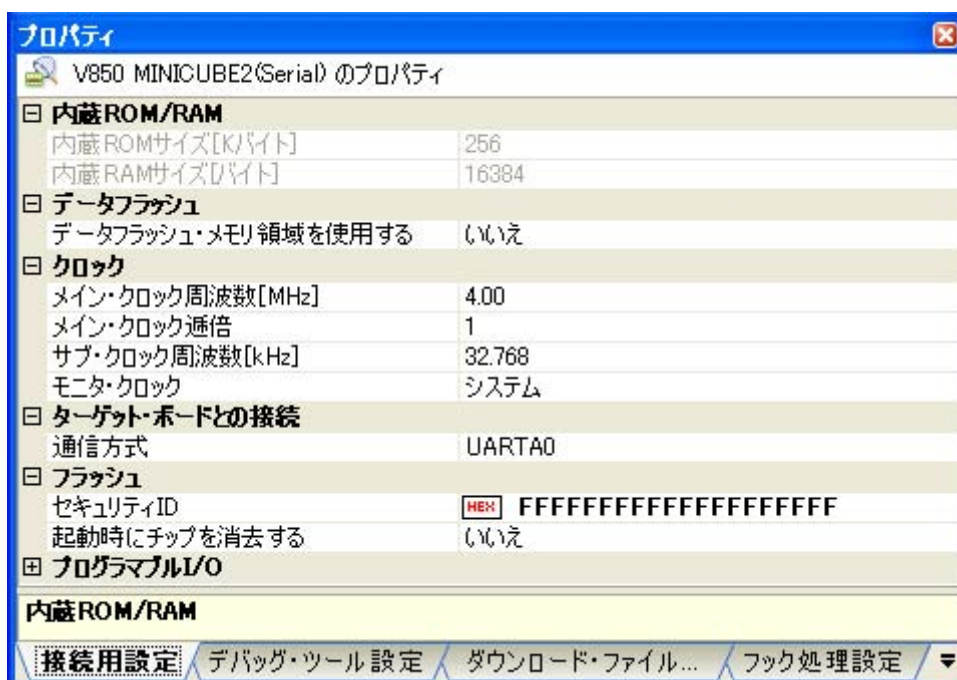 プロパティ
V850 MINICUBE2(Serial) のプロパティ
内蔵ROM/RAM
内蔵ROMサイズ[Kバイト] 256
内蔵RAMサイズ[バイト] 16384
データフラッシュ
データフラッシュ・メモリ領域を使用する いいえ
クロック
メイン・クロック周波数[MHz] 4.00
メイン・クロック逓倍 1
サブ・クロック周波数[kHz] 32.768
モニタ・クロック システム
ターゲット・ボードとの接続
通信方式 UARTA0
フラッシュ
セキュリティID HEX FFFFFFFFFFFFFFFFFFFF
起動時にチップを消去する いいえ
プログラマブルI/O
内蔵ROM/RAM
接続用設定 デバッグ・ツール設定 ダウンロード・ファイル... フック処理設定